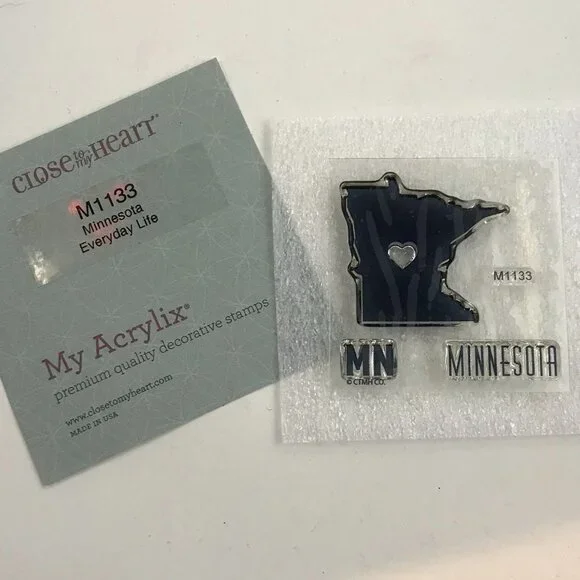 CLOSE to my HEART™
M1133
Minnesota
Everyday Life
My Acrylix®
premium quality decorative stamps
www.closetomyheart.com
MADE IN USA
M1133
MN
© CTMH CO.
MINNESOTA